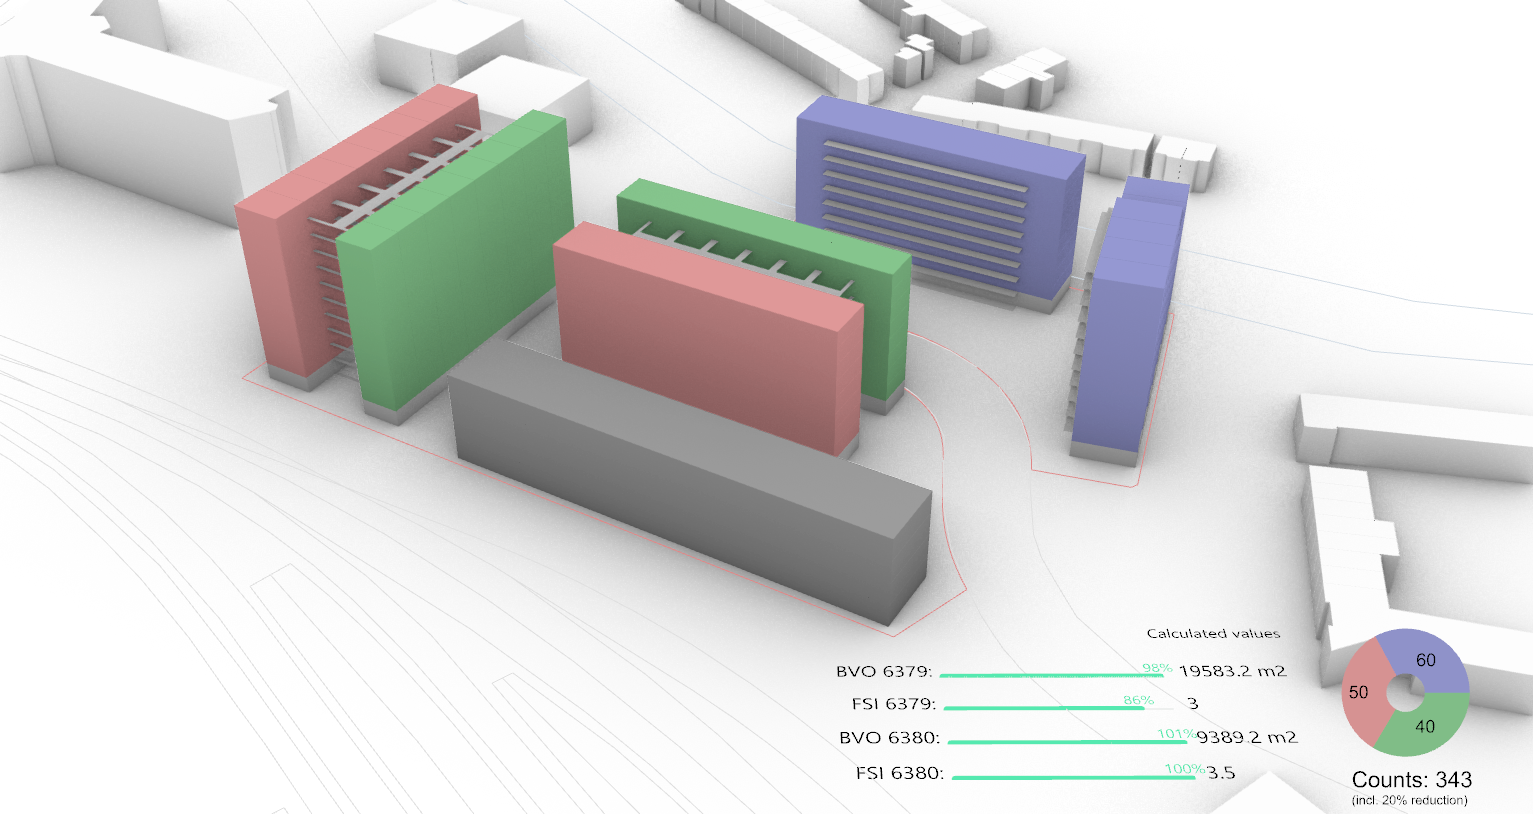 Calculated values
BVO 6379: 98% 19583.2 m2
FSI 6379: 86% 3
BVO 6380: 101% 9389.2 m2
FSI 6380: 100% 3.5
60
50
40
Counts: 343
(incl. 20% reduction)